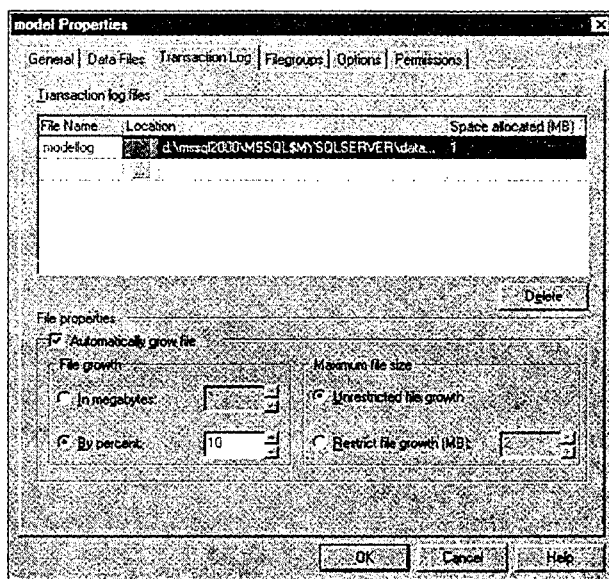 model Properties
General Data Files Transaction Log Filegroups Options Permissions
Transaction log files
File Name Location Space allocated (MB)
modellog d:\mssql2000\MSSQL$MYSQLSERVER\data... 1
...
Delete
File properties
Automatically grow file
File growth Maximum file size
In megabytes: Unrestricted file growth
By percent: 10 Restrict file growth (MB): 2
OK Cancel Help